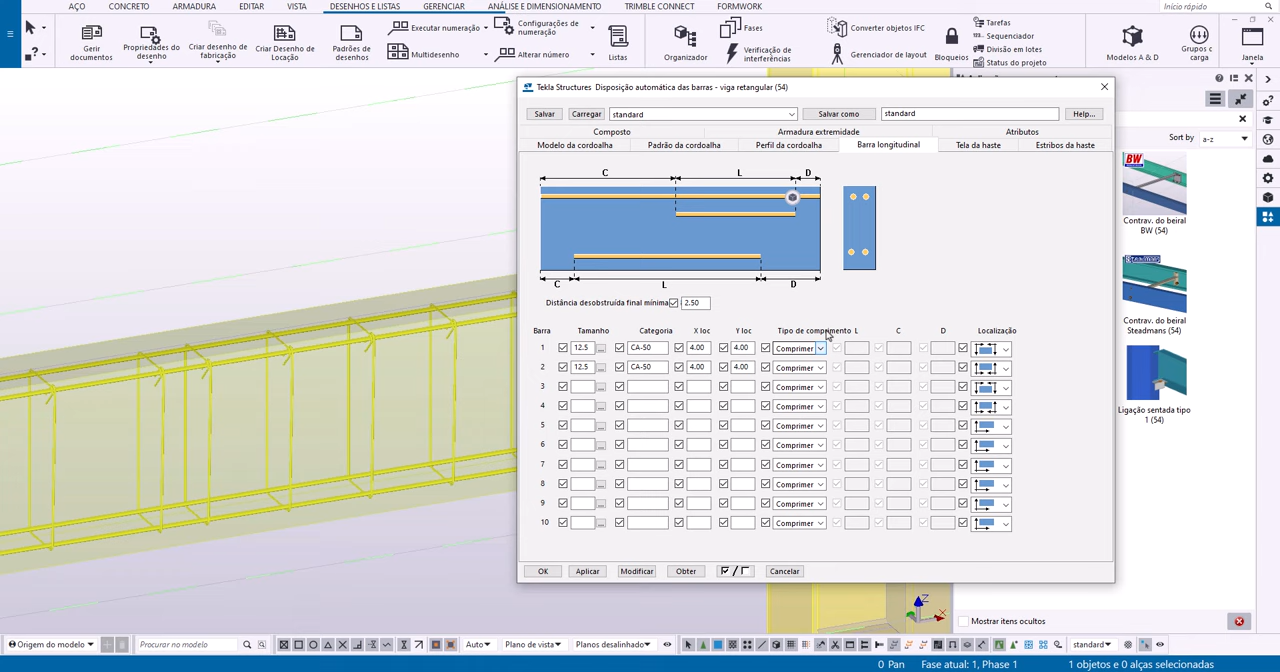 AÇO CONCRETO ARMADURA EDITAR VISTA DESENHOS E LISTAS GERENCIAR ANÁLISE E DIMENSIONAMENTO TRIMBLE CONNECT FORMWORK
Início rápido
Gerir documentos
Propriedades do desenho
Criar desenho de fabricação
Criar Desenho de Locação
Padrões de desenhos
Executar numeração
Multidesenho
Configurações de numeração
Alterar número
Listas
Organizador
Fases
Verificação de interferências
Converter objetos IFC
Gerenciador de layout
Bloqueios
Tarefas
Sequenciador
Divisão em lotes
Status do projeto
Modelos A & D
Grupos de carga
Janela
Tekla Structures Disposição automática das barras - viga retangular (54)
Salvar Carregar standard Salvar como standard Help...
Composto Armadura extremidade Atributos
Modelo da cordoalha Padrão da cordoalha Perfil da cordoalha Barra longitudinal Tela da haste Estribos da haste
C L D
C L D
Distância desobstruída final mínima 2.50
Barra Tamanho Categoria X loc Y loc Tipo de comprimento L C D Localização
1 12.5 ... CA-50 4.00 4.00 Comprimer
2 12.5 ... CA-50 4.00 4.00 Comprimer
3 ... Comprimer
4 ... Comprimer
5 ... Comprimer
6 ... Comprimer
7 ... Comprimer
8 ... Comprimer
9 ... Comprimer
10 ... Comprimer
OK Aplicar Modificar Obter / Cancelar
Sort by a-z
BW
Contrav. do beiral BW (54)
Steadmans
Contrav. do beiral Steadmans (54)
Ligação sentada tipo 1 (54)
Mostrar itens ocultos
Z
X
Origem do modelo Procurar no modelo Auto Plano de vista Planos desalinhado standard
0 Pan Fase atual: 1, Phase 1 1 objetos e 0 alças selecionadas